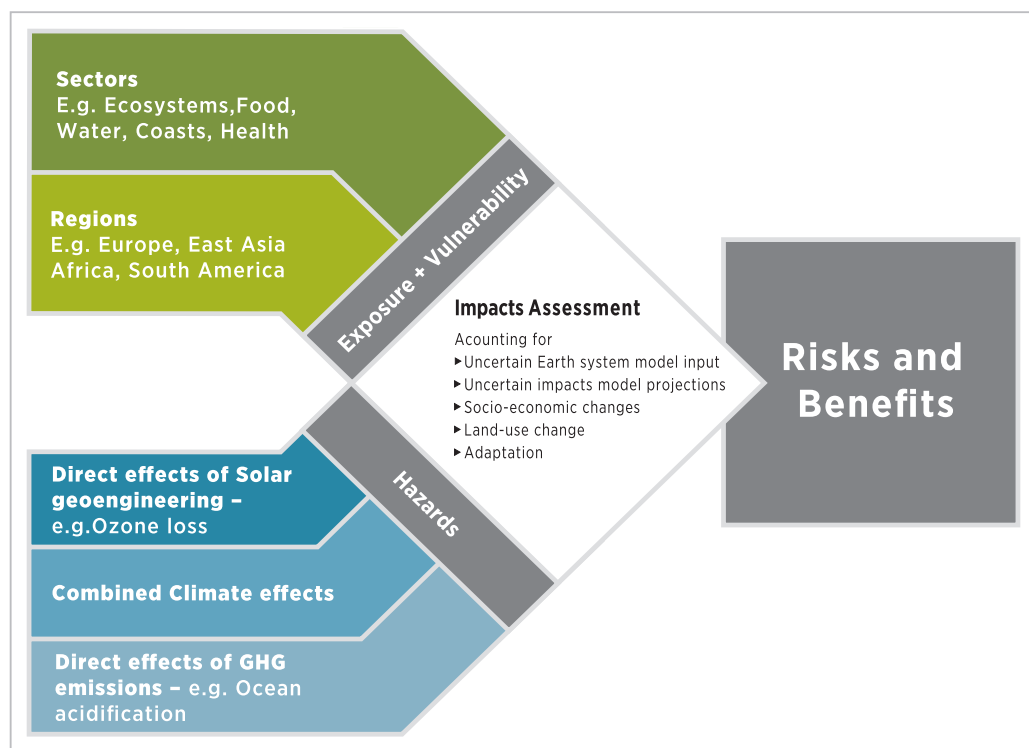 Sectors
E.g. Ecosystems,Food,
Water, Coasts, Health
Regions
E.g. Europe, East Asia
Africa, South America
Exposure + Vulnerability
Impacts Assessment
Acounting for
▸Uncertain Earth system model input
▸Uncertain impacts model projections
▸Socio-economic changes
▸Land-use change
▸Adaptation
Risks and
Benefits
Hazards
Direct effects of Solar
geoengineering –
e.g.Ozone loss
Combined Climate effects
Direct effects of GHG
emissions – e.g. Ocean
acidification